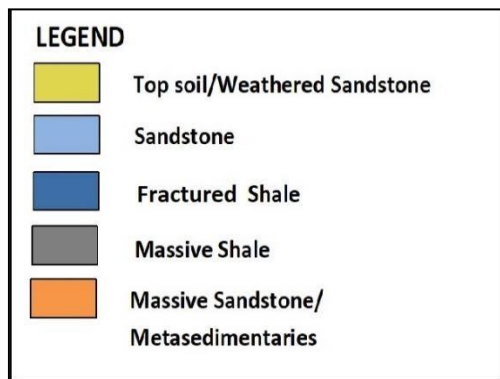 LEGEND
Top soil/Weathered Sandstone
Sandstone
Fractured Shale
Massive Shale
Massive Sandstone/
Metasedimentaries